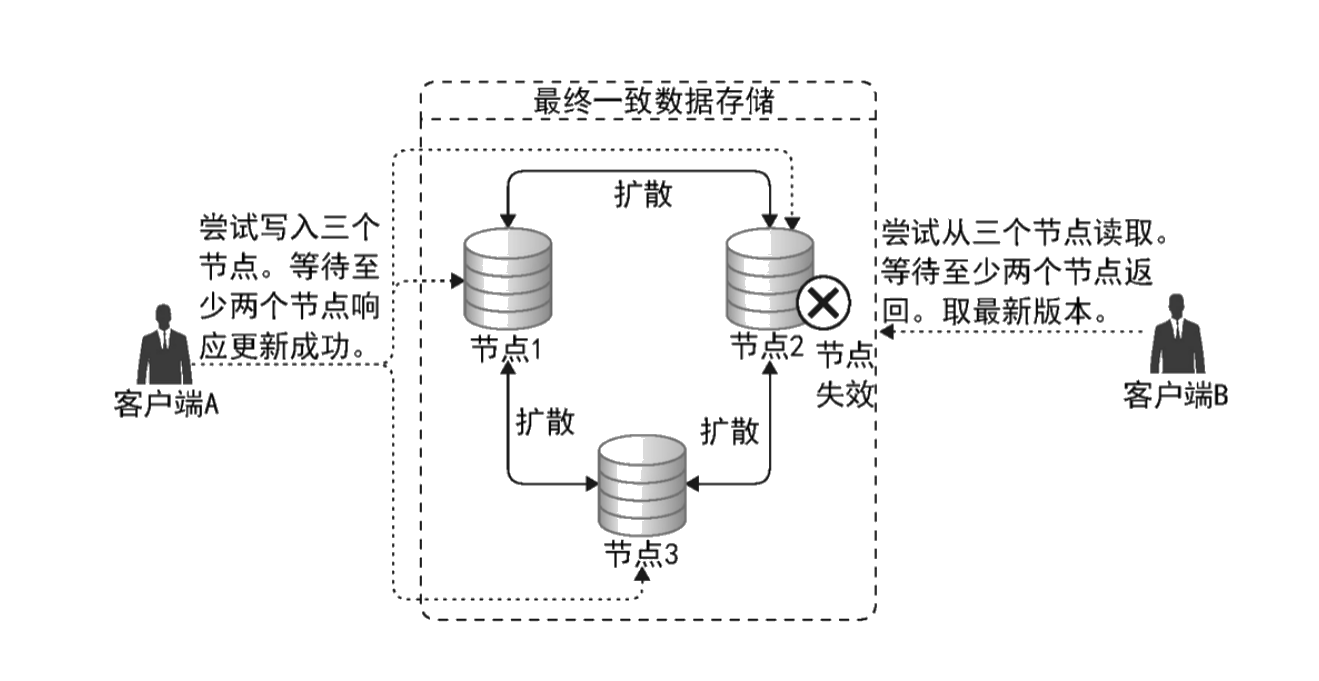 最终一致数据存储
扩散
尝试写入三个
节点。等待至
少两个节点响
应更新成功。
客户端A
节点1
节点2
节点
失效
尝试从三个节点读取。
等待至少两个节点返
回。取最新版本。
客户端B
扩散
扩散
节点3